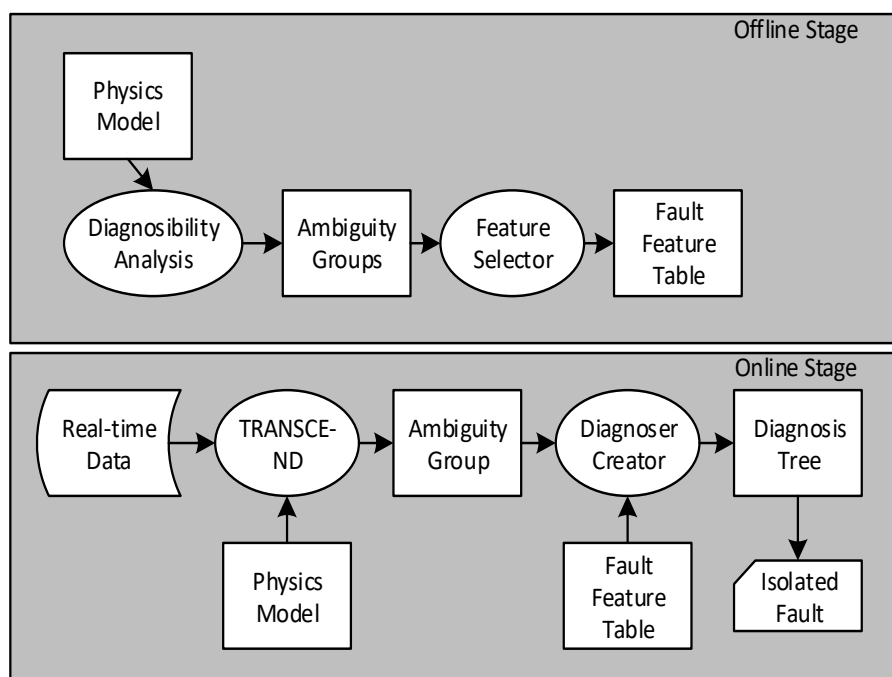 Offline Stage
Physics
Model
Diagnosibility
Analysis
Ambiguity
Groups
Feature
Selector
Fault
Feature
Table
Online Stage
Real-time
Data
TRANSCE-
ND
Ambiguity
Group
Diagnoser
Creator
Diagnosis
Tree
Physics
Model
Fault
Feature
Table
Isolated
Fault